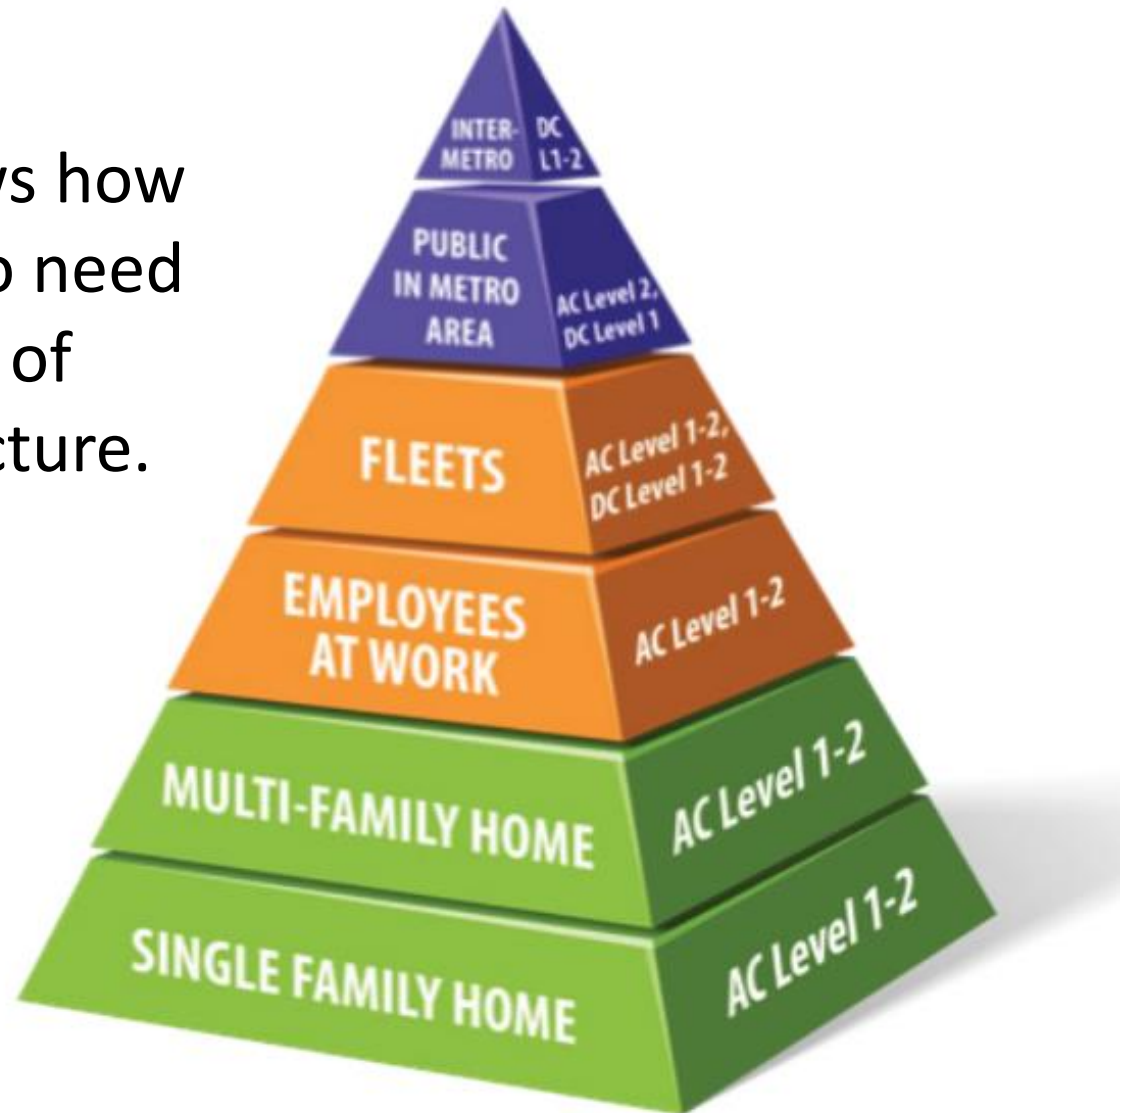 ws how
o need
of
cture.
INTER-
METRO
DC
L1-2
PUBLIC
IN METRO
AREA
AC Level 2,
DC Level 1
FLEETS
AC Level 1-2,
DC Level 1-2
EMPLOYEES
AT WORK
AC Level 1-2
MULTI-FAMILY HOME
AC Level 1-2
SINGLE FAMILY HOME
AC Level 1-2